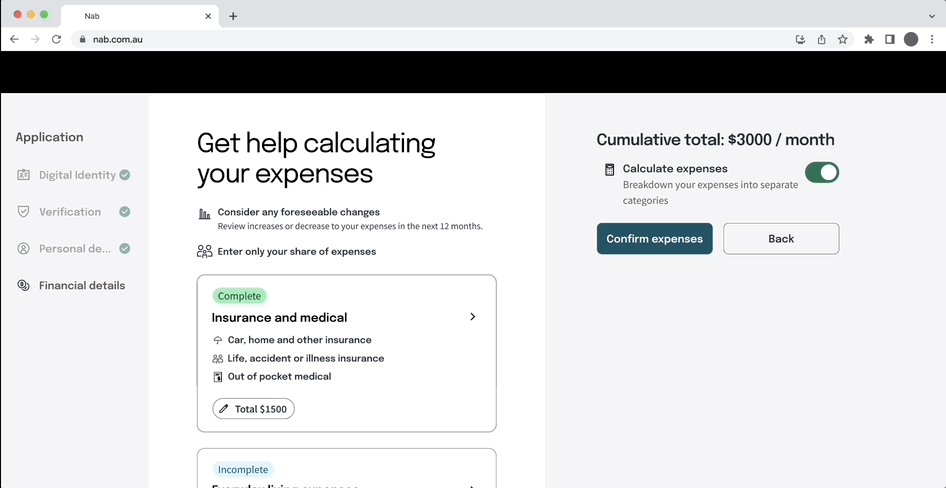 Nab
nab.com.au
Application
Digital Identity
Verification
Personal de...
Financial details
Get help calculating
your expenses
Consider any foreseeable changes
Review increases or decrease to your expenses in the next 12 months.
Enter only your share of expenses
Complete
Insurance and medical
Car, home and other insurance
Life, accident or illness insurance
Out of pocket medical
Total $1500
Incomplete
Everyday living expenses
Cumulative total: $3000 / month
Calculate expenses
Breakdown your expenses into separate
categories
Confirm expenses
Back